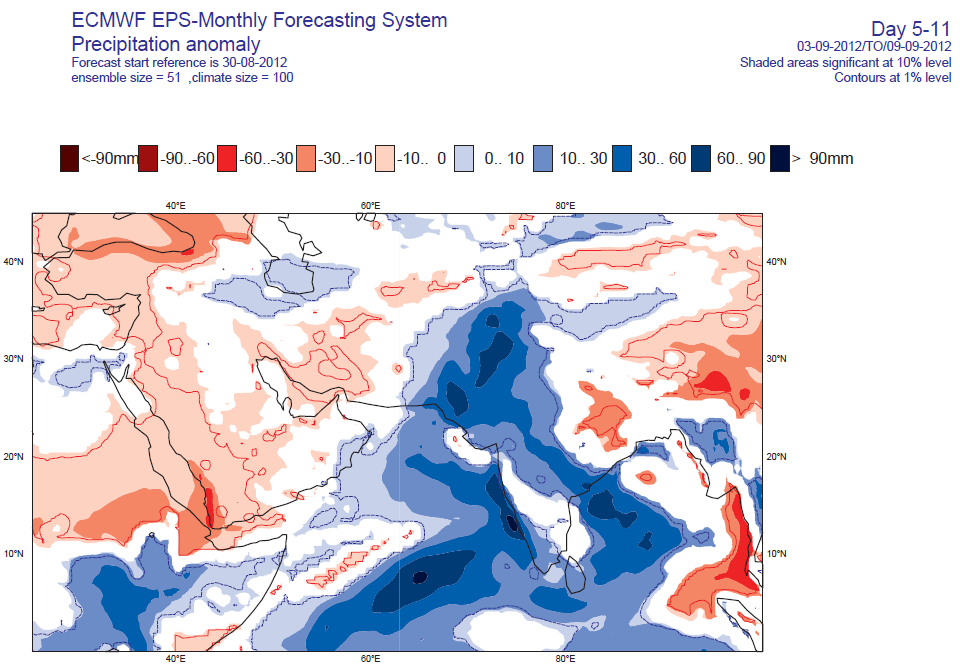 ECMWF EPS-Monthly Forecasting System
Precipitation anomaly
Forecast start reference is 30-08-2012
ensemble size = 51 ,climate size = 100
Day 5-11
03-09-2012/TO/09-09-2012
Shaded areas significant at 10% level
Contours at 1% level
<-90mm -90..-60 -60..-30 -30..-10 -10.. 0 0.. 10 10.. 30 30.. 60 60.. 90 > 90mm
40°E 60°E 80°E
40°N 40°N
30°N 30°N
20°N 20°N
10°N 10°N
40°E 60°E 80°E